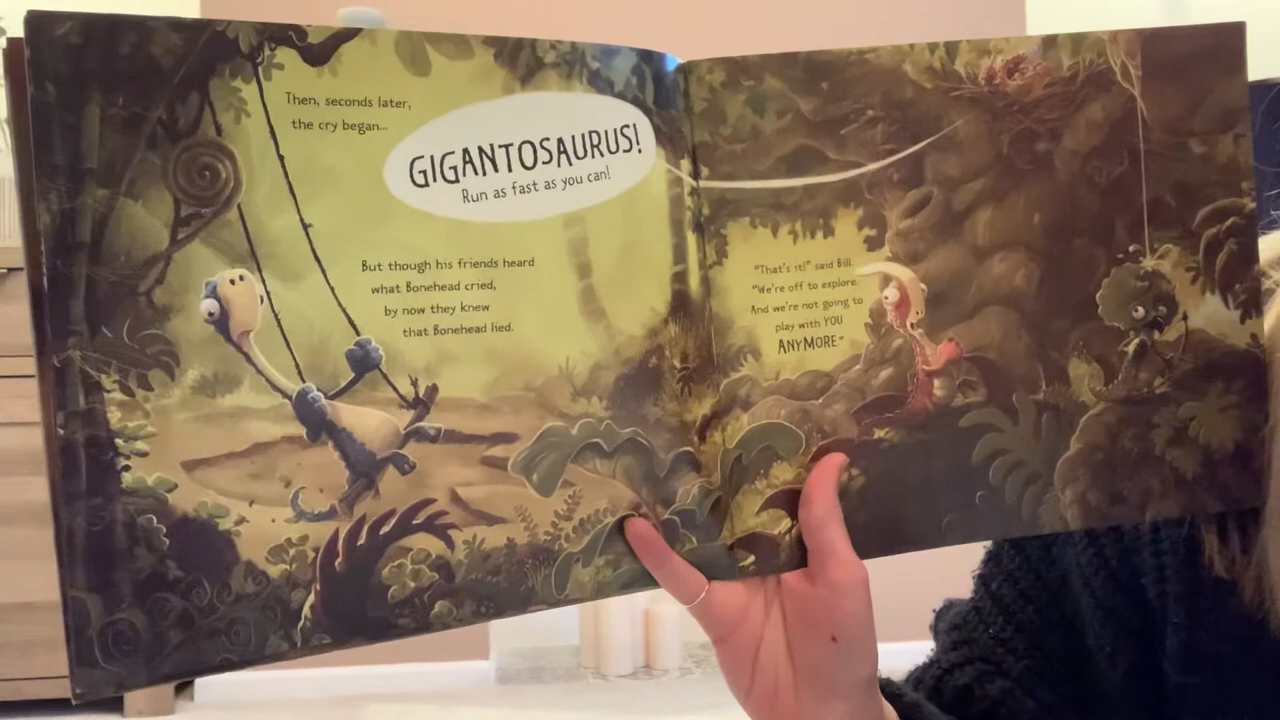 Then, seconds later,
the cry began...
GIGANTOSAURUS!
Run as fast as you can!
But though his friends heard
what Bonehead cried,
by now they knew
that Bonehead lied.
"That's it!" said Bill.
"We're off to explore.
And we're not going to
play with YOU
ANYMORE"